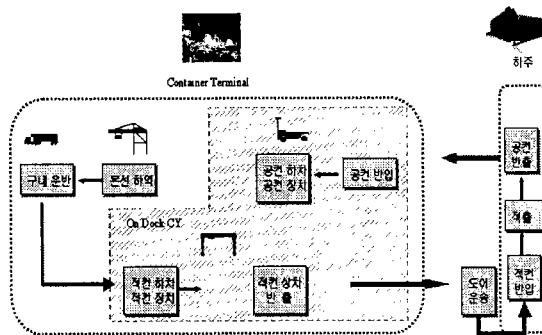 Container Terminal
하주
구내 운반
본선 하역
공컨 하차
공컨 장치
공컨 반입
공컨
반출
On Dock CY
적출
적컨 하차
적컨 장치
적컨 상차
반 출
도어
운송
적컨
반입